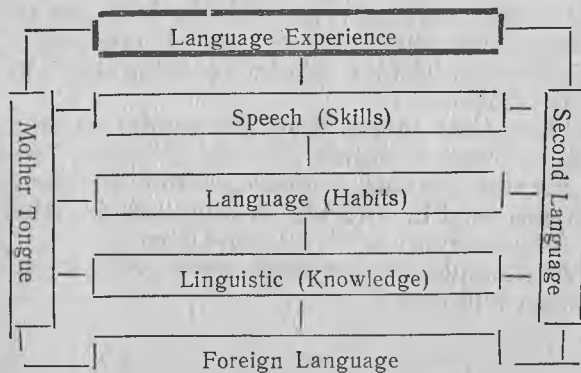 Language Experience
Speech (Skills)
Mother Tongue
Second Language
Language (Habits)
Linguistic (Knowledge)
Foreign Language